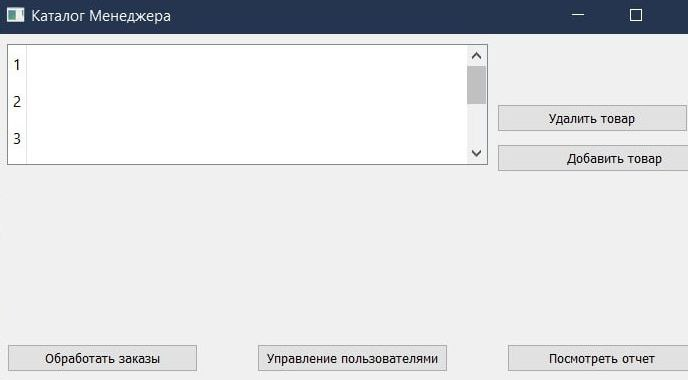 Каталог Менеджера
1
2
3
Удалить товар
Добавить товар
Обработать заказы
Управление пользователями
Посмотреть отчет